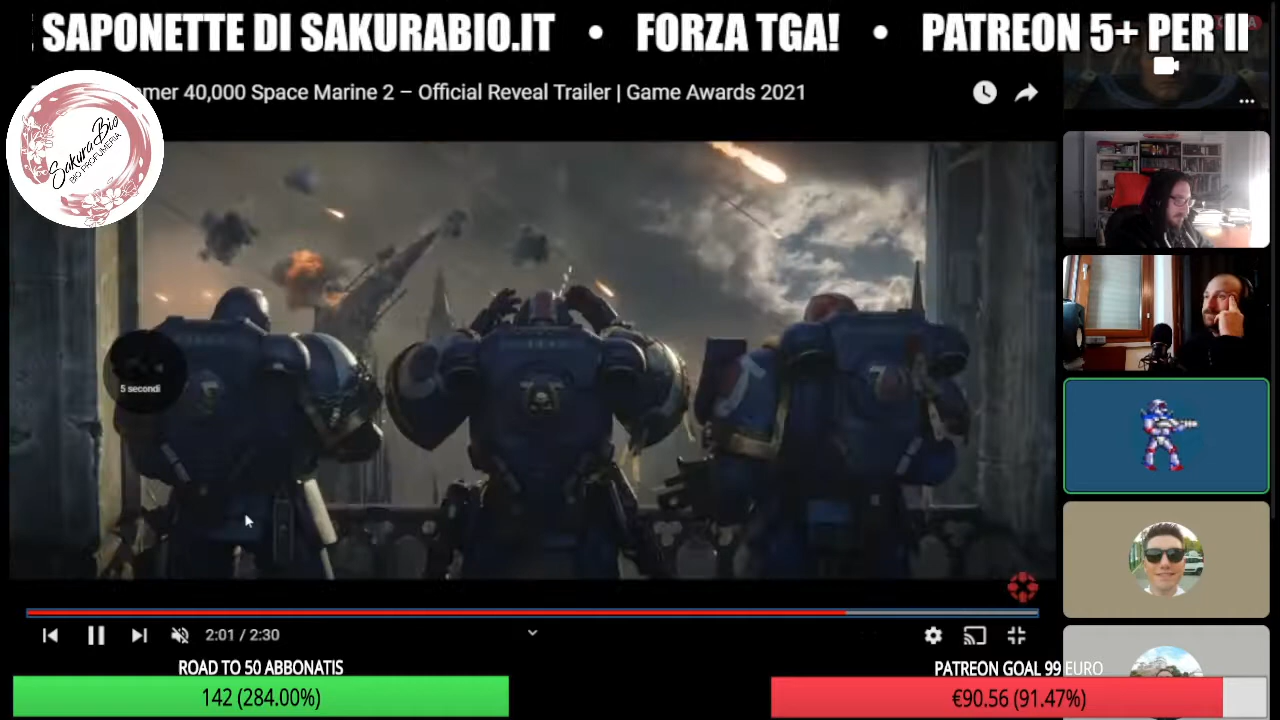 SAPONETTE DI SAKURABIO.IT • FORZA TGA! • PATREON 5+ PER II
mer 40,000 Space Marine 2 – Official Reveal Trailer | Game Awards 2021
Sakura Bio
BIO PROFUMERIA
5 secondi
2:01 / 2:30
ROAD TO 50 ABBONATIS
142 (284.00%)
PATREON GOAL 99 EURO
€90.56 (91.47%)